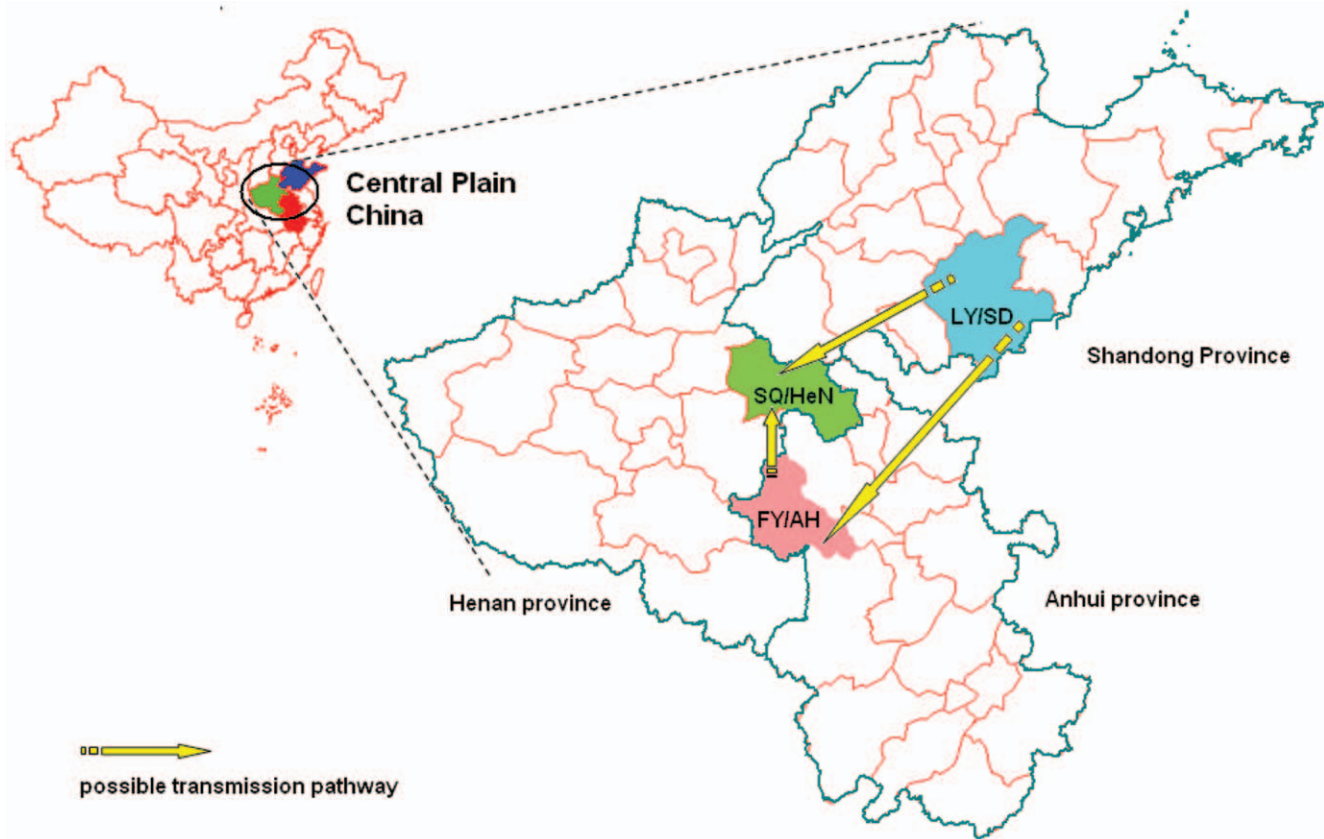 Central Plain
China
LY/SD
Shandong Province
SQ/HeN
FY/AH
Henan province
Anhui province
possible transmission pathway